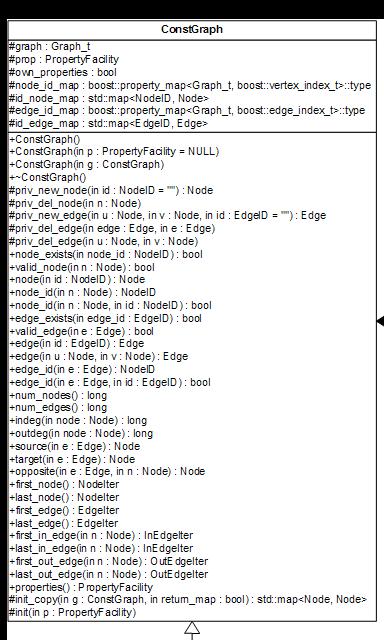 ConstGraph
#graph : Graph_t
#prop : PropertyFacility
#own_properties : bool
#node_id_map : boost::property_map<Graph_t, boost::vertex_index_t>::type
#id_node_map : std::map<NodeID, Node>
#edge_id_map : boost::property_map<Graph_t, boost::edge_index_t>::type
#id_edge_map : std::map<EdgeID, Edge>
+ConstGraph()
+ConstGraph(in p : PropertyFacility = NULL)
+ConstGraph(in g : ConstGraph)
+~ConstGraph()
#priv_new_node(in id : NodeID = "") : Node
#priv_del_node(in n : Node)
#priv_new_edge(in u : Node, in v : Node, in id : EdgeID = "") : Edge
#priv_del_edge(in edge : Edge, in e : Edge)
#priv_del_edge(in u : Node, in v : Node)
+node_exists(in node_id : NodeID) : bool
+valid_node(in n : Node) : bool
+node(in id : NodeID) : Node
+node_id(in n : Node) : NodeID
+node_id(in n : Node, in id : NodeID) : bool
+edge_exists(in edge_id : EdgeID) : bool
+valid_edge(in e : Edge) : bool
+edge(in id : EdgeID) : Edge
+edge(in u : Node, in v : Node) : Edge
+edge_id(in e : Edge) : NodeID
+edge_id(in e : Edge, in id : EdgeID) : bool
+num_nodes() : long
+num_edges() : long
+indeg(in node : Node) : long
+outdeg(in node : Node) : long
+source(in e : Edge) : Node
+target(in e : Edge) : Node
+opposite(in e : Edge, in n : Node) : Node
+first_node() : NodeIter
+last_node() : NodeIter
+first_edge() : EdgeIter
+last_edge() : EdgeIter
+first_in_edge(in n : Node) : InEdgeIter
+last_in_edge(in n : Node) : InEdgeIter
+first_out_edge(in n : Node) : OutEdgeIter
+last_out_edge(in n : Node) : OutEdgeIter
+properties() : PropertyFacility
#init_copy(in g : ConstGraph, in return_map : bool) : std::map<Node, Node>
#init(in p : PropertyFacility)